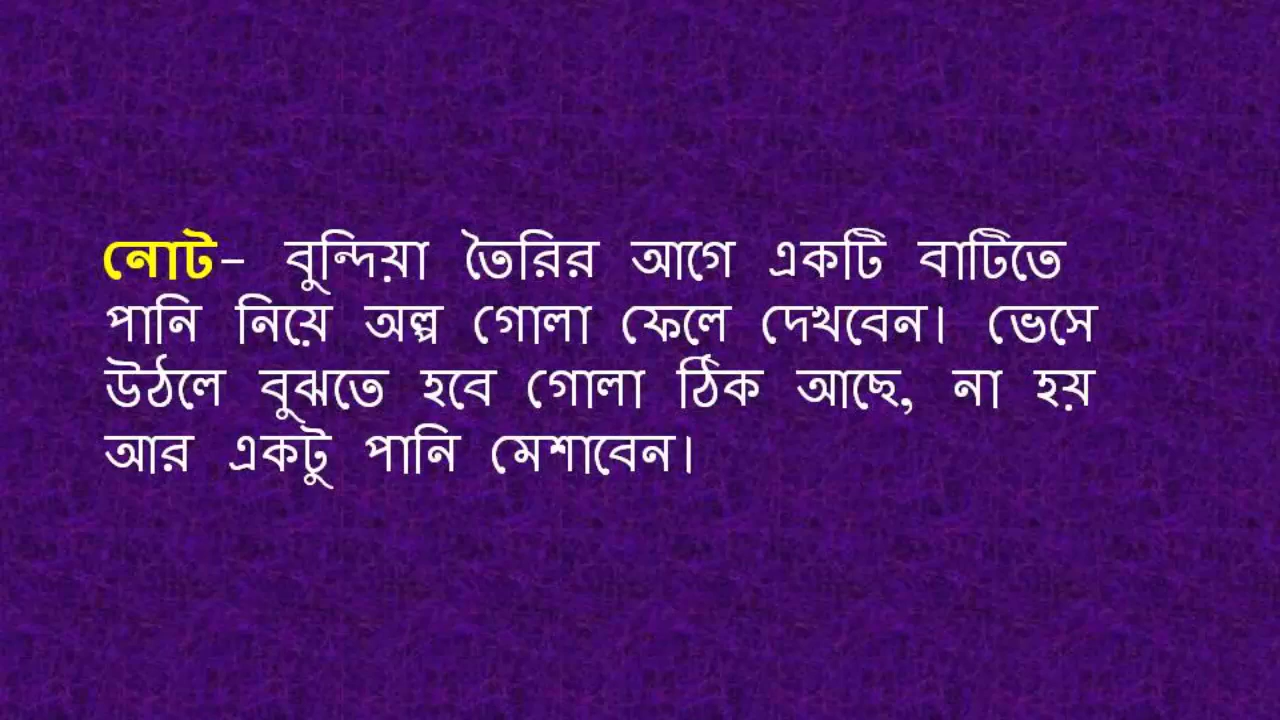 নোট– বুন্দিয়া তৈরির আগে একটি বাটিতে
পানি নিয়ে অল্প গোলা ফেলে দেখবেন। ভেসে
উঠলে বুঝতে হবে গোলা ঠিক আছে, না হয়
আর একটু পানি মেশাবেন।